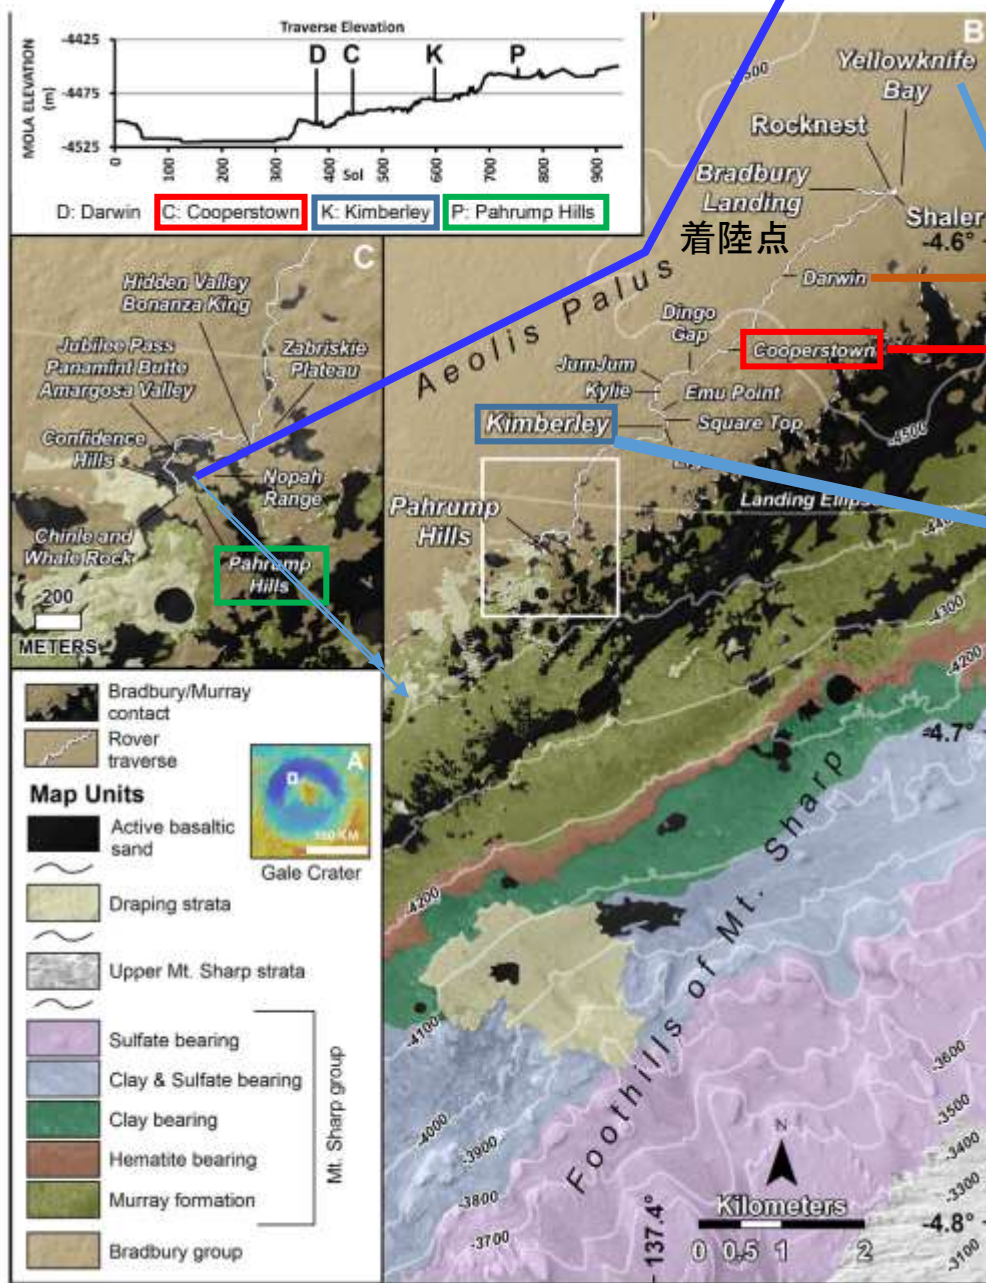 Traverse Elevation
MOLA ELEVATION
(m)
-4425
-4475
-4525
D
C
K
P
0
100
200
300
400
500
600
700
800
900
Sol
D: Darwin
C: Cooperstown
K: Kimberley
P: Pahrump Hills
B
Yellowknife
Bay
Rocknest
Bradbury
Landing
Shaler
着陸点
-4.6°
Darwin
Aeolis Palus
Dingo
Gap
Cooperstown
JumJum
Kylie
Emu Point
Square Top
Kimberley
-4500
Landing Ellipse
Pahrump
Hills
C
Hidden Valley
Bonanza King
Jubilee Pass
Panamint Butte
Amargosa Valley
Zabriskie
Plateau
Confidence
Hills
Nopah
Range
Chinle and
Whale Rock
Pahrump
Hills
200
METERS
-4300
-4200
-4.7°
Bradbury/Murray
contact
Rover
traverse
Map Units
Active basaltic
sand
Draping strata
Upper Mt. Sharp strata
Sulfate bearing
Clay & Sulfate bearing
Clay bearing
Hematite bearing
Murray formation
Bradbury group
Mt. Sharp group
A
Gale Crater
Foothills of Mt. Sharp
-4200
-4100
-4000
-3900
-3800
-3700
-3600
-3500
-3400
-3300
-3200
-3100
N
Kilometers
0 0.5 1 2
-4.8°
137.4°